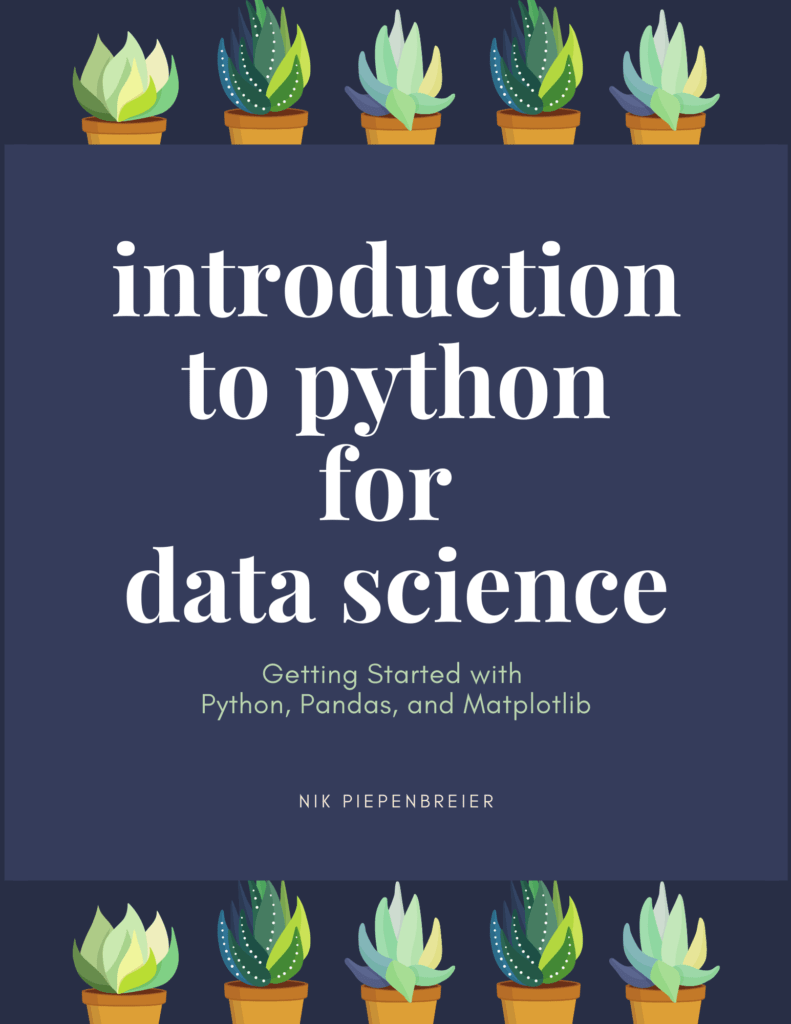 introduction
to python
for
data science
Getting Started with
Python, Pandas, and Matplotlib
NIK PIEPENBREIER